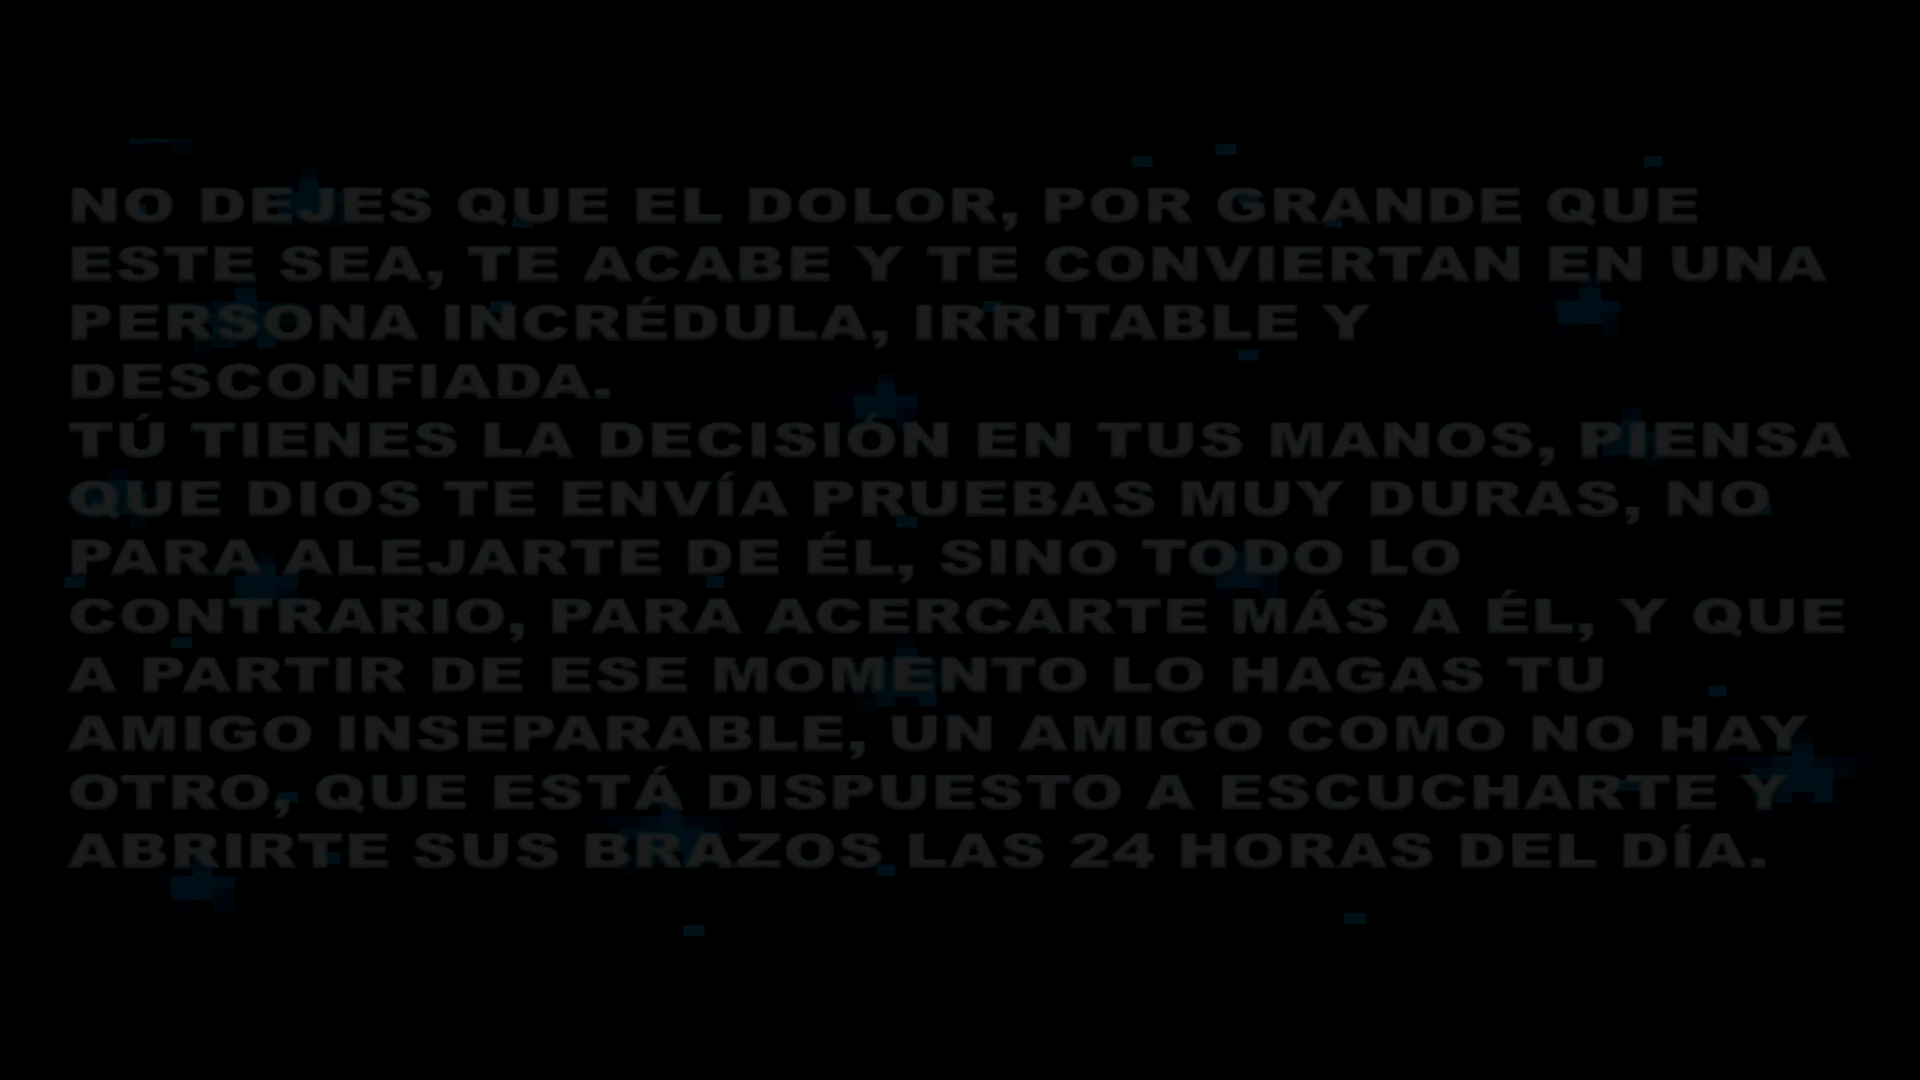 NO DEJES QUE EL DOLOR, POR GRANDE QUE
ESTE SEA, TE ACABE Y TE CONVIERTAN EN UNA
PERSONA INCRÉDULA, IRRITABLE Y
DESCONFIADA.
TÚ TIENES LA DECISIÓN EN TUS MANOS, PIENSA
QUE DIOS TE ENVÍA PRUEBAS MUY DURAS, NO
PARA ALEJARTE DE ÉL, SINO TODO LO
CONTRARIO, PARA ACERCARTE MÁS A ÉL, Y QUE
A PARTIR DE ESE MOMENTO LO HAGAS TU
AMIGO INSEPARABLE, UN AMIGO COMO NO HAY
OTRO, QUE ESTÁ DISPUESTO A ESCUCHARTE Y
ABRIRTE SUS BRAZOS LAS 24 HORAS DEL DÍA.